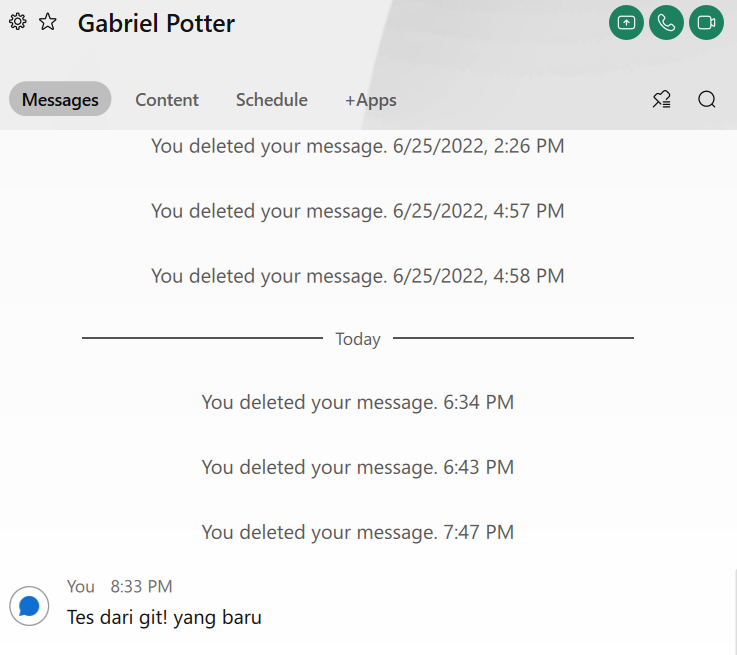 Gabriel Potter
Messages Content Schedule +Apps
You deleted your message. 6/25/2022, 2:26 PM
You deleted your message. 6/25/2022, 4:57 PM
You deleted your message. 6/25/2022, 4:58 PM
Today
You deleted your message. 6:34 PM
You deleted your message. 6:43 PM
You deleted your message. 7:47 PM
You 8:33 PM
Tes dari git! yang baru